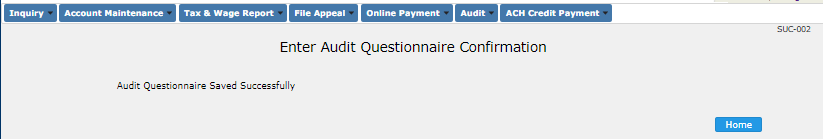 Inquiry Account Maintenance Tax & Wage Report File Appeal Online Payment Audit ACH Credit Payment
SUC-002
Enter Audit Questionnaire Confirmation
Audit Questionnaire Saved Successfully
Home